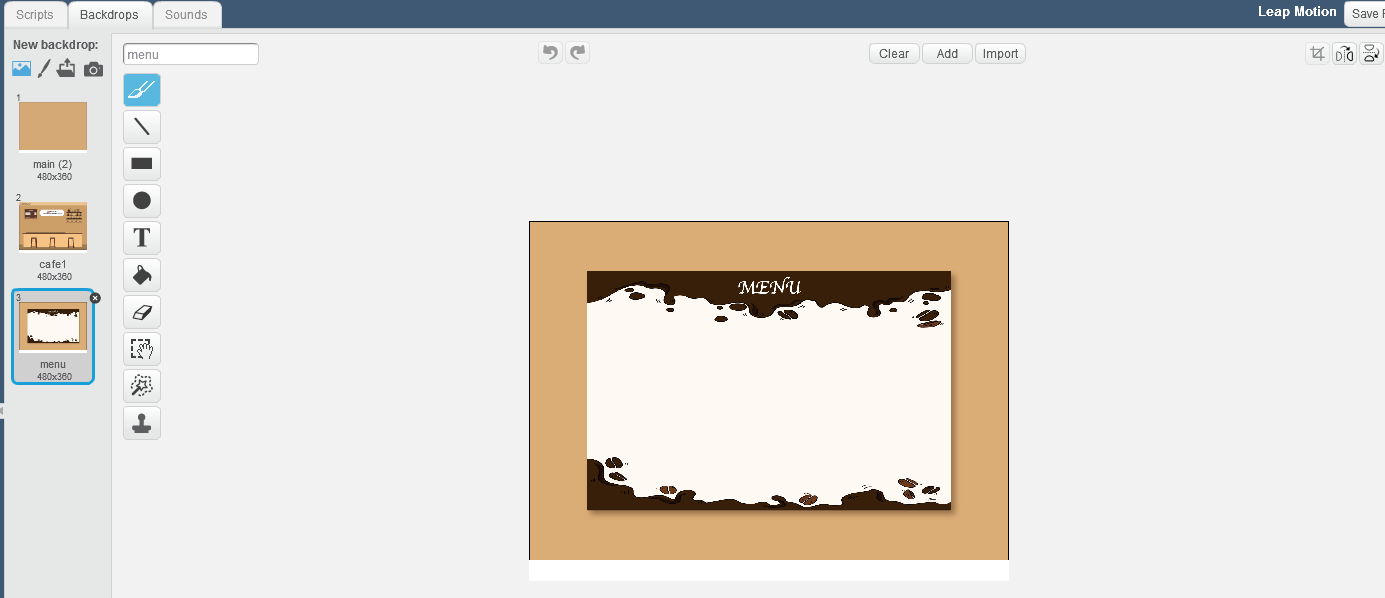 Scripts
Backdrops
Sounds
Leap Motion
Save
New backdrop:
menu
Clear
Add
Import
1
main (2)
480x360
2
cafe1
480x360
3
menu
480x360
T
MENU